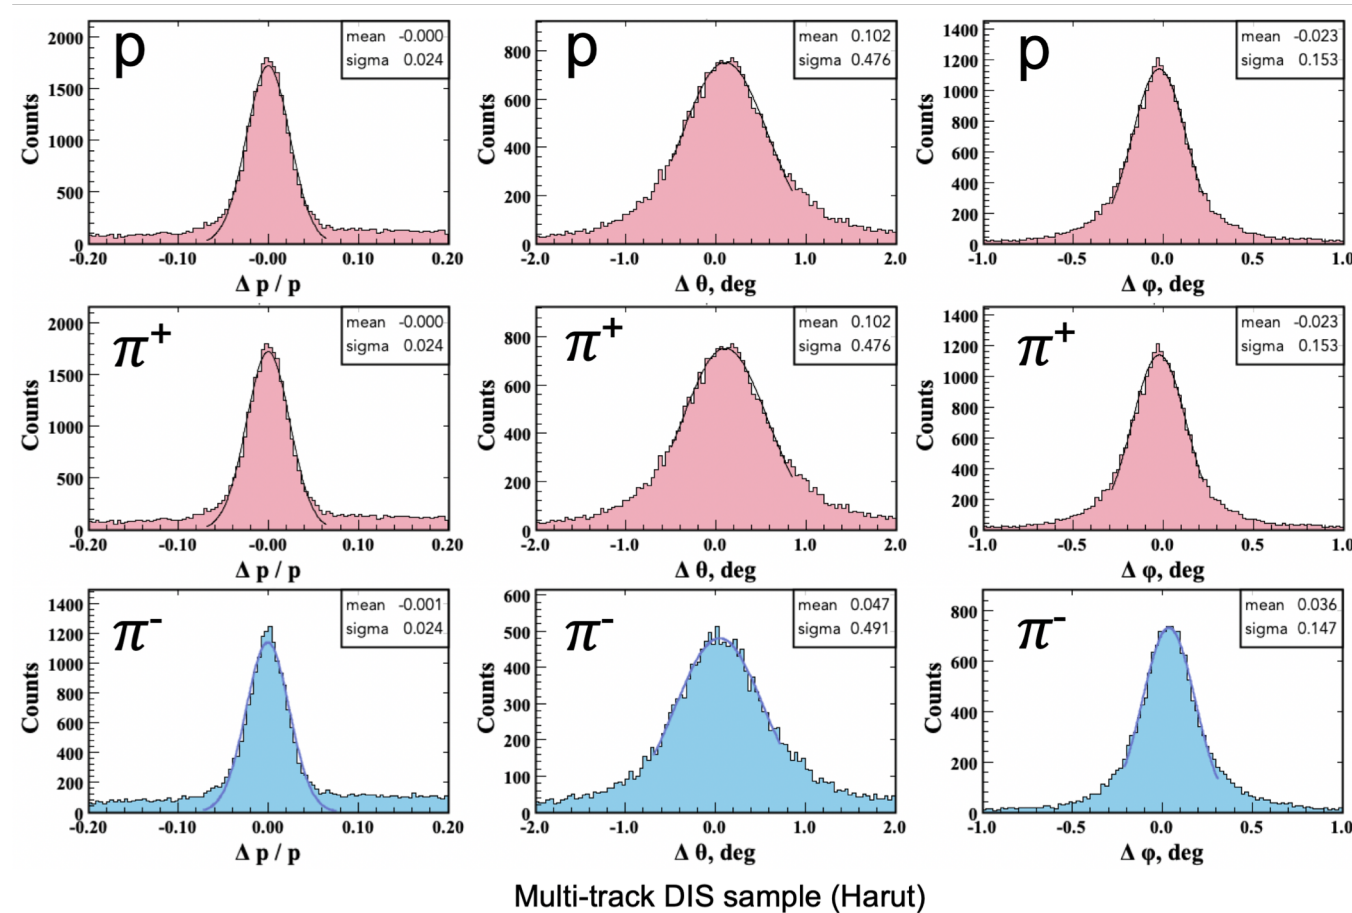 p
mean -0.000
sigma 0.024
Counts
2000
1500
1000
500
0
-0.20 -0.10 -0.00 0.10 0.20
Δ p / p
p
mean 0.102
sigma 0.476
Counts
800
600
400
200
0
-2.0 -1.0 0.0 1.0 2.0
Δ θ, deg
p
mean -0.023
sigma 0.153
Counts
1400
1200
1000
800
600
400
200
0
-1.0 -0.5 0.0 0.5 1.0
Δ φ, deg
π+
mean -0.000
sigma 0.024
Counts
2000
1500
1000
500
0
-0.20 -0.10 -0.00 0.10 0.20
Δ p / p
π+
mean 0.102
sigma 0.476
Counts
800
600
400
200
0
-2.0 -1.0 0.0 1.0 2.0
Δ θ, deg
π+
mean -0.023
sigma 0.153
Counts
1400
1200
1000
800
600
400
200
0
-1.0 -0.5 0.0 0.5 1.0
Δ φ, deg
π-
mean -0.001
sigma 0.024
Counts
1400
1200
1000
800
600
400
200
0
-0.20 -0.10 0.00 0.10 0.20
Δ p / p
π-
mean 0.047
sigma 0.491
Counts
600
500
400
300
200
100
0
-2.0 -1.0 0.0 1.0 2.0
Δ θ, deg
π-
mean 0.036
sigma 0.147
Counts
800
600
400
200
0
-1.0 -0.5 0.0 0.5 1.0
Δ φ, deg
Multi-track DIS sample (Harut)